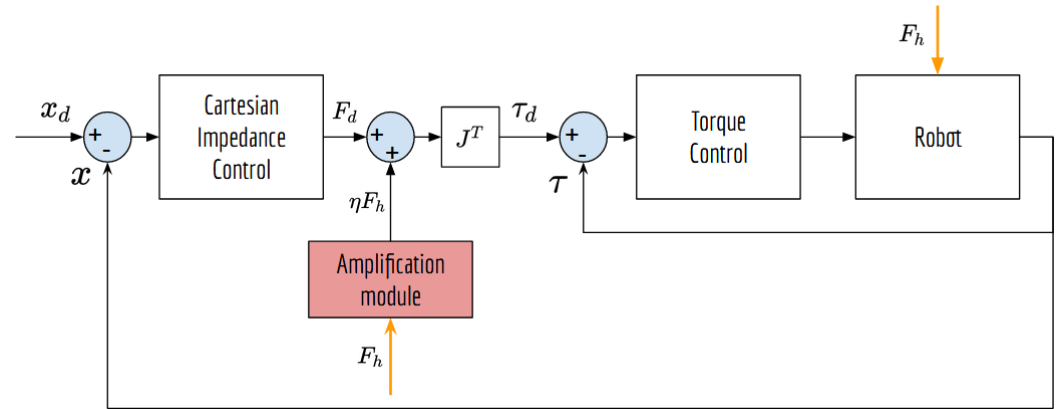 F_h
x_d
+
-
x
Cartesian
Impedance
Control
F_d
+
+
J^T
τ_d
+
-
τ
Torque
Control
Robot
ηF_h
Amplification
module
F_h